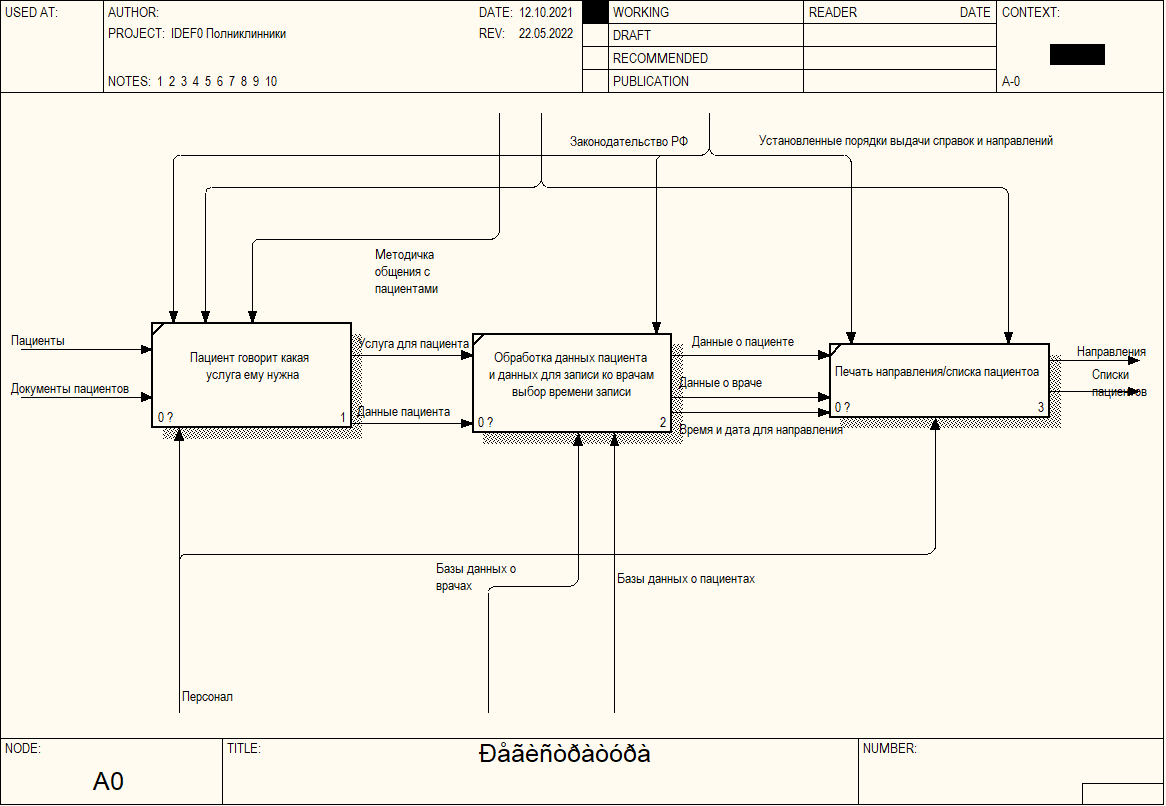 USED AT:
AUTHOR:
DATE: 12.10.2021
PROJECT: IDEF0 Полниклинники
REV: 22.05.2022
NOTES: 1 2 3 4 5 6 7 8 9 10
WORKING
DRAFT
RECOMMENDED
PUBLICATION
READER
DATE
CONTEXT:
A-0
Законодательство РФ
Установленные порядки выдачи справок и направлений
Методичка
общения с
пациентами
Пациенты
Документы пациентов
Пациент говорит какая
услуга ему нужна
0 ?
1
Услуга для пациента
Данные пациента
Обработка данных пациента
и данных для записи ко врачам
выбор времени записи
0 ?
2
Данные о пациенте
Данные о враче
Время и дата для направления
Печать направления/списка пациентоа
0 ?
3
Направления
Списки
пациентов
Базы данных о
врачах
Базы данных о пациентах
Персонал
NODE:
A0
TITLE:
Ðåãèñòðàòóðà
NUMBER: